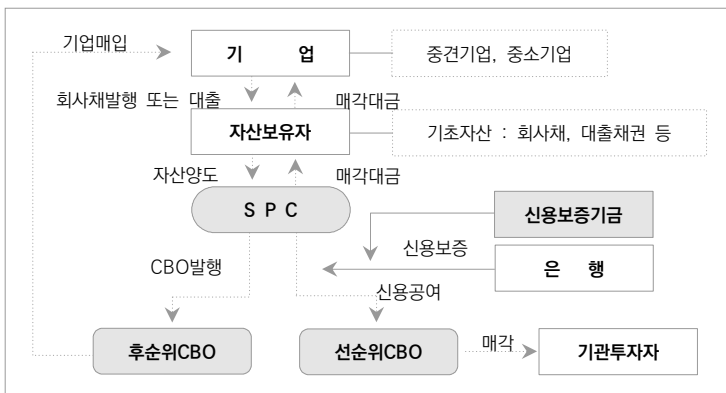 기업매입
기 업
중견기업, 중소기업
회사채발행 또는 대출
매각대금
자산보유자
기초자산 : 회사채, 대출채권 등
자산양도
매각대금
S P C
신용보증기금
신용보증
은 행
CBO발행
신용공여
후순위CBO
선순위CBO
매각
기관투자자